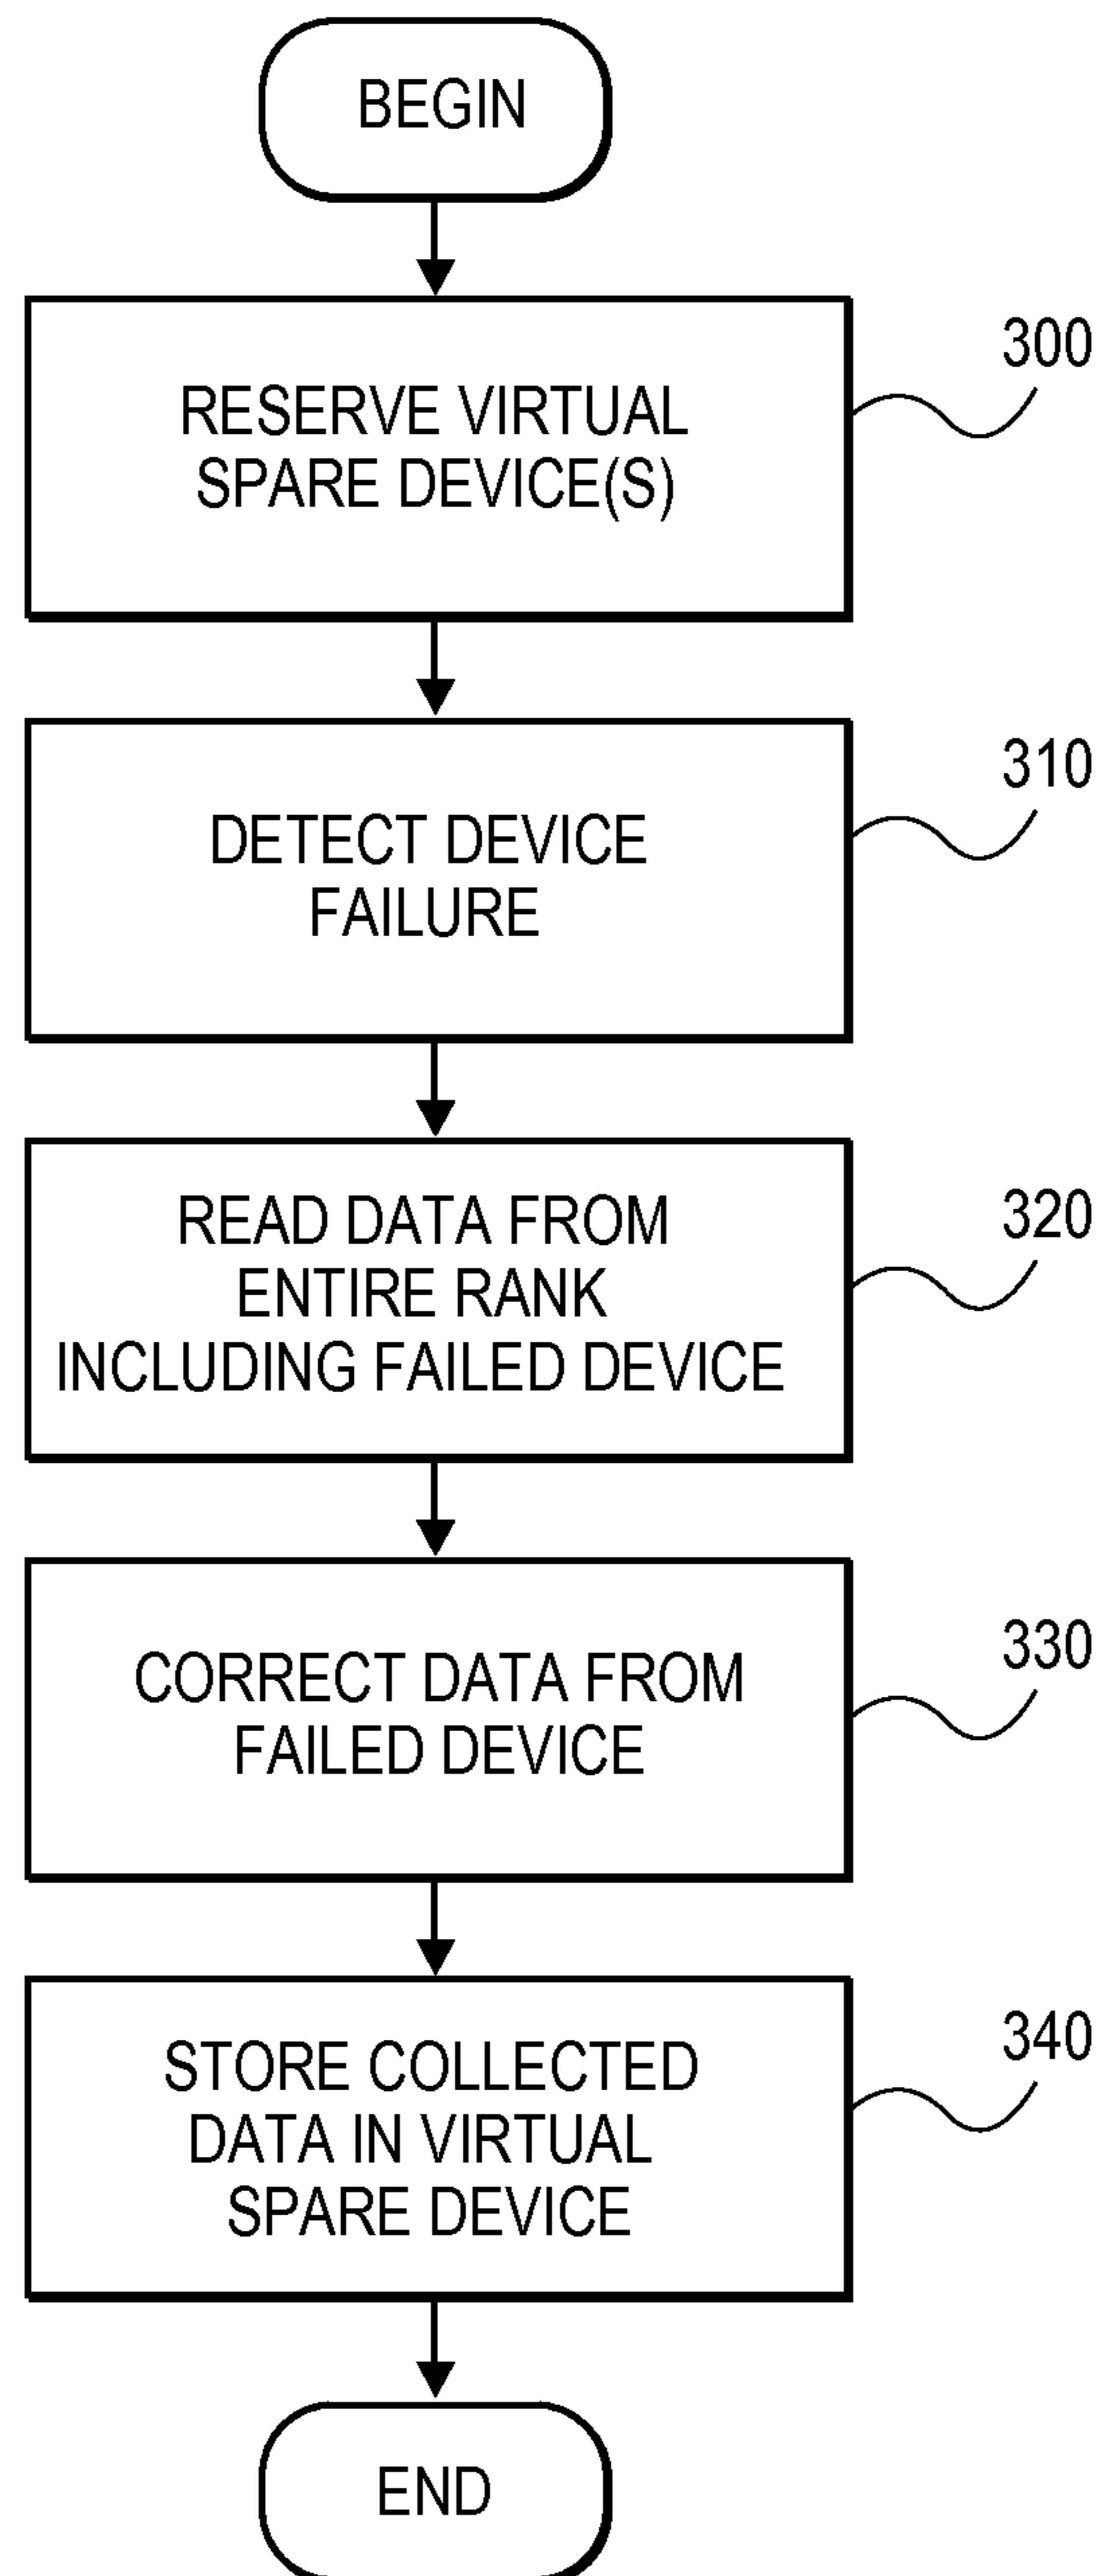 BEGIN
300
RESERVE VIRTUAL
SPARE DEVICE(S)
310
DETECT DEVICE
FAILURE
320
READ DATA FROM
ENTIRE RANK
INCLUDING FAILED DEVICE
330
CORRECT DATA FROM
FAILED DEVICE
340
STORE COLLECTED
DATA IN VIRTUAL
SPARE DEVICE
END